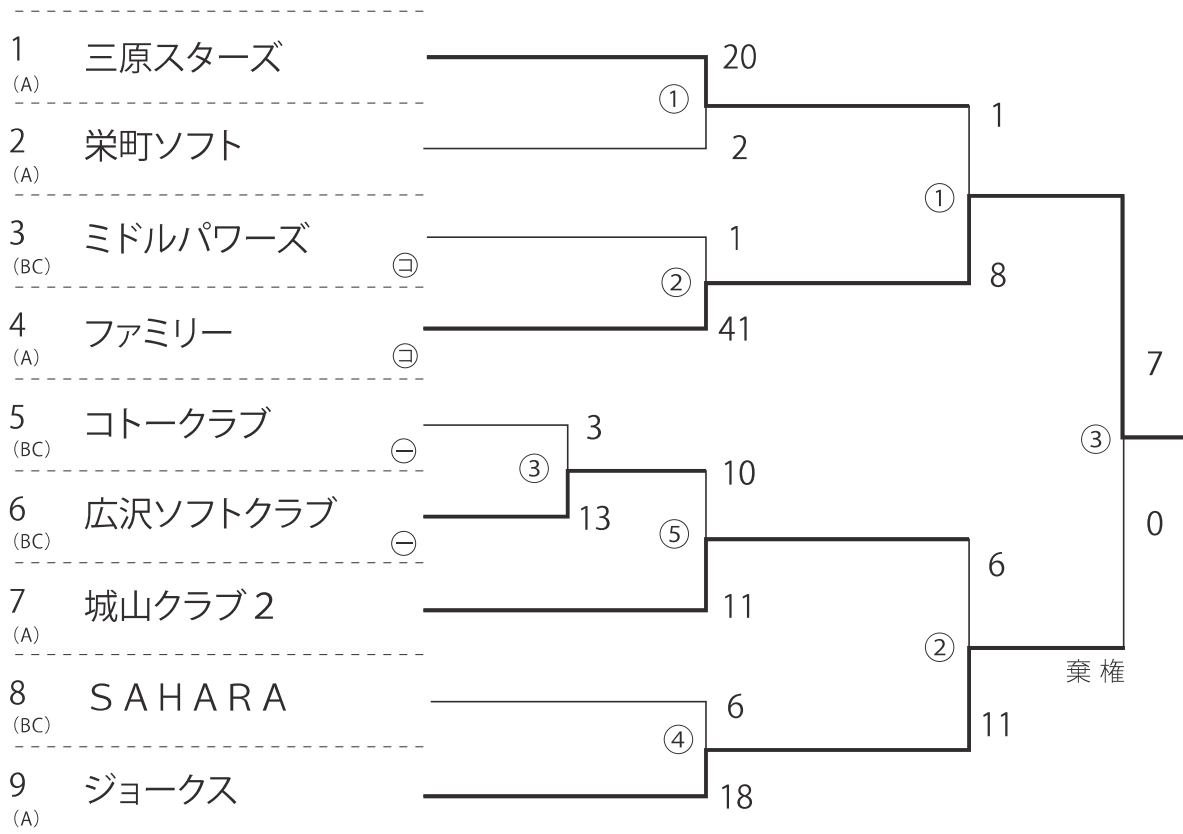 1 三原スターズ
(A)
20
①
1
2 栄町ソフト
(A)
2
①
3 ミドルパワーズ
(BC)
㋙
1
②
8
4 ファミリー
(A)
㋙
41
7
5 コトークラブ
(BC)
㊀
3
③
③
10
6 広沢ソフトクラブ
(BC)
㊀
13
⑤
0
6
7 城山クラブ２
(A)
11
②
棄権
8 ＳＡＨＡＲＡ
(BC)
6
④
11
9 ジョークス
(A)
18